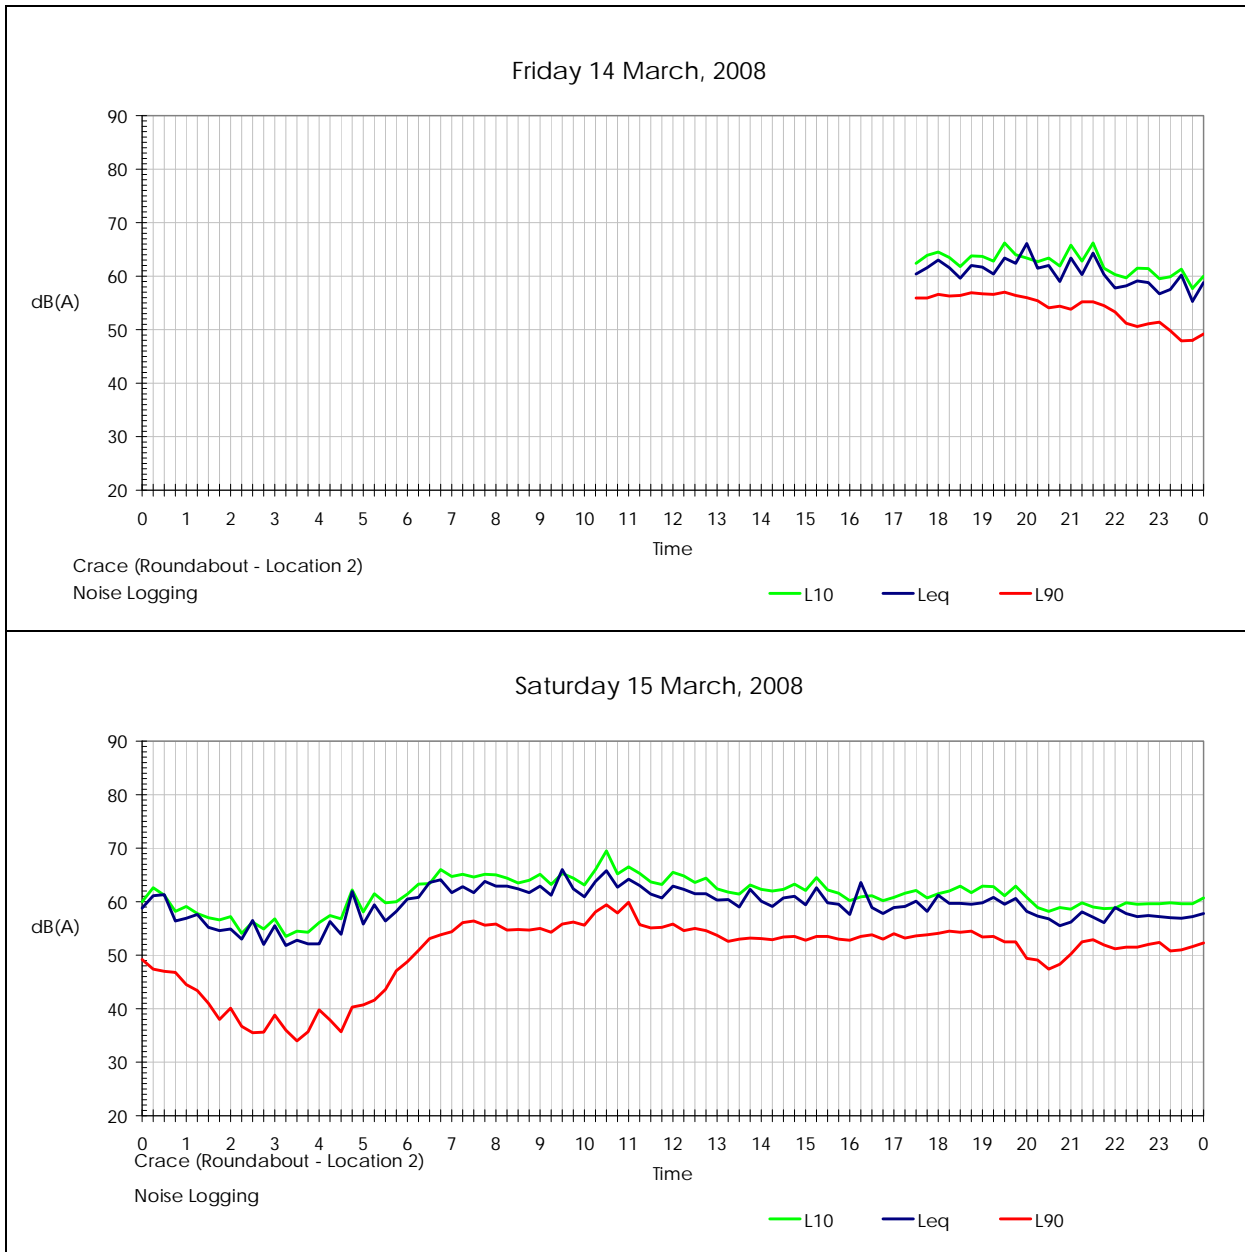 Friday 14 March, 2008
90
80
70
60
dB(A)
50
40
30
20
0 1 2 3 4 5 6 7 8 9 10 11 12 13 14 15 16 17 18 19 20 21 22 23 0
Time
Crace (Roundabout - Location 2)
Noise Logging
L10 Leq L90
Saturday 15 March, 2008
90
80
70
60
dB(A)
50
40
30
20
0 1 2 3 4 5 6 7 8 9 10 11 12 13 14 15 16 17 18 19 20 21 22 23 0
Crace (Roundabout - Location 2)
Time
Noise Logging
L10 Leq L90